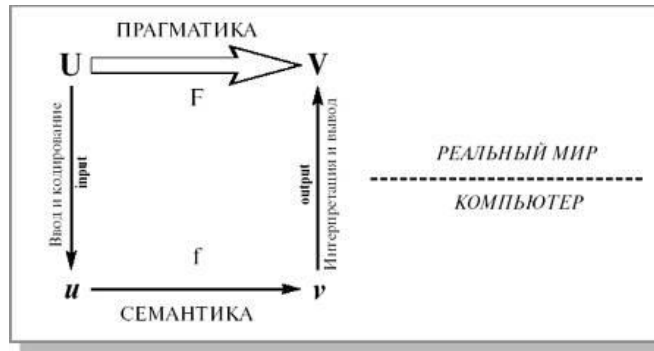 ПРАГМАТИКА
U
V
F
Ввод и кодирование
input
output
Интерпретация и вывод
РЕАЛЬНЫЙ МИР
КОМПЬЮТЕР
f
u
v
СЕМАНТИКА